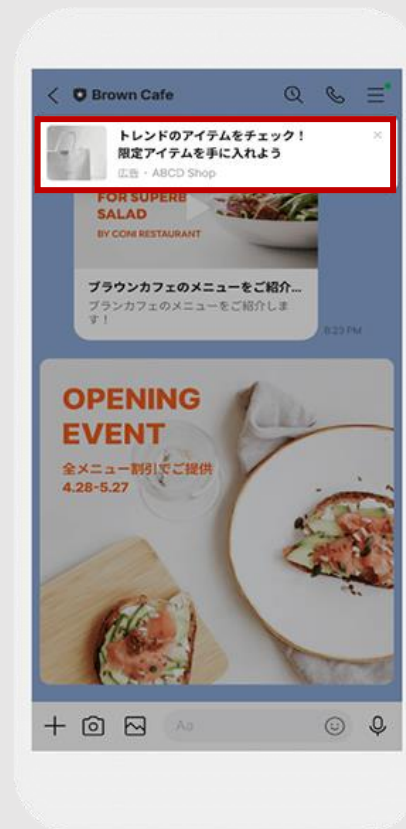 Brown Cafe
トレンドのアイテムをチェック！
限定アイテムを手に入れよう
広告・ABCD Shop
FOR SUPERB
SALAD
BY CONI RESTAURANT
ブラウンカフェのメニューをご紹介...
ブランカフェのメニューをご紹介しま
す！
8:23 PM
OPENING
EVENT
全メニュー割引でご提供
4.28-5.27
Aa